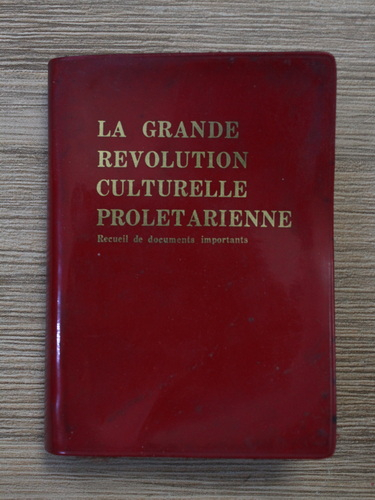 LA GRANDE
REVOLUTION
CULTURELLE
PROLETARIENNE
Recueil de documents importants